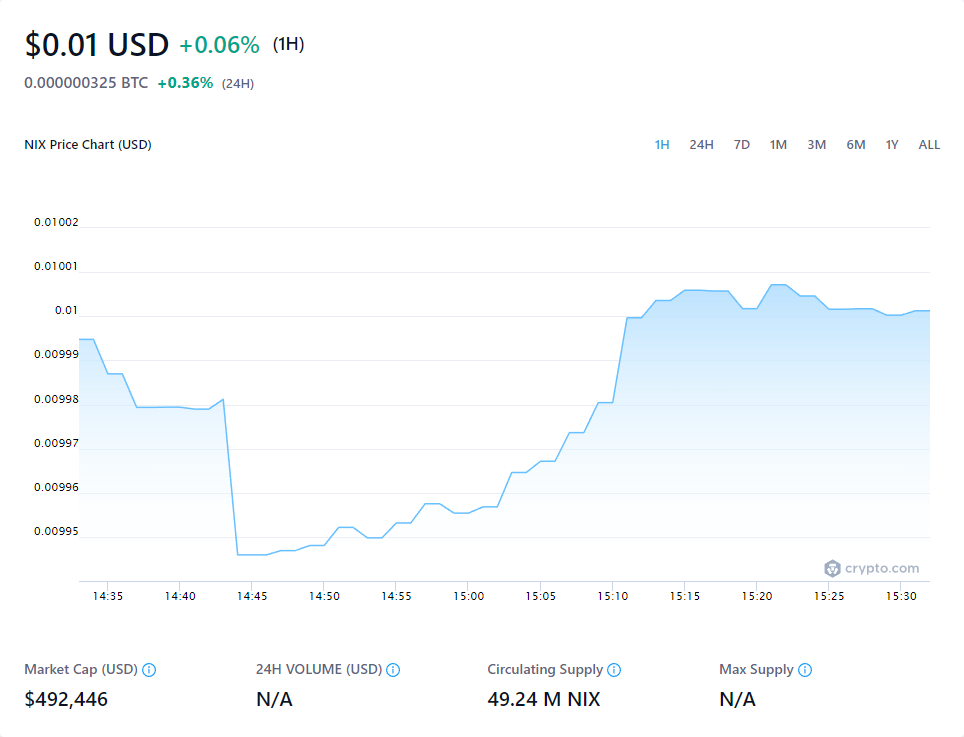 $0.01 USD +0.06% (1H)
0.000000325 BTC +0.36% (24H)
NIX Price Chart (USD)
1H 24H 7D 1M 3M 6M 1Y ALL
0.01002
0.01001
0.01
0.00999
0.00998
0.00997
0.00996
0.00995
crypto.com
14:35 14:40 14:45 14:50 14:55 15:00 15:05 15:10 15:15 15:20 15:25 15:30
Market Cap (USD) 24H VOLUME (USD) Circulating Supply Max Supply
$492,446 N/A 49.24 M NIX N/A